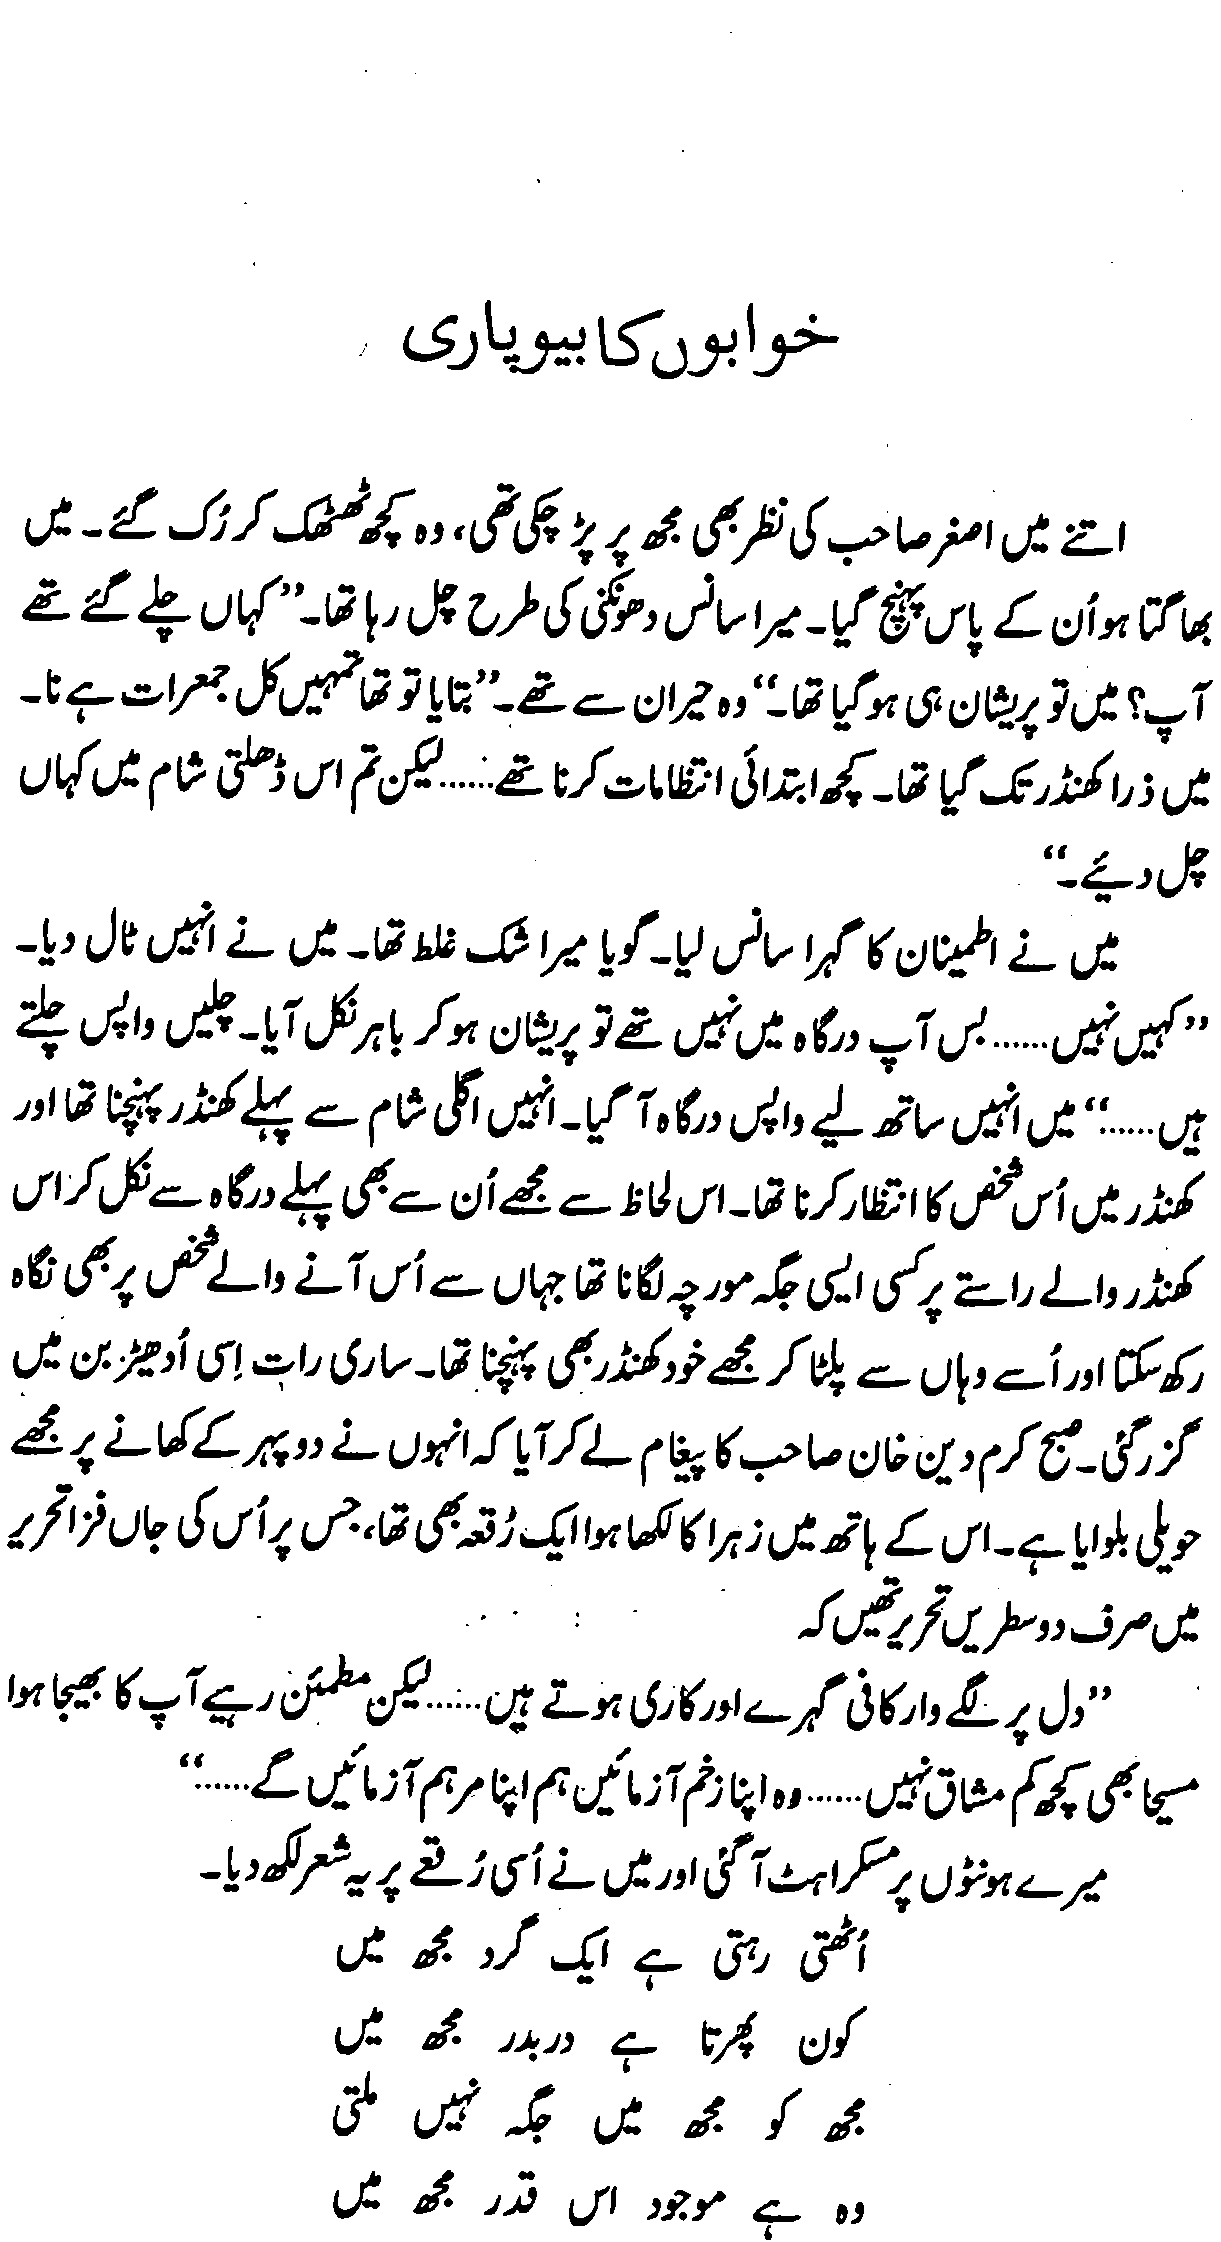 خوابوں کا بیوپاری
اتنے میں اصغر صاحب کی نظر بھی مجھ پر پڑ چکی تھی، وہ کچھ ٹھٹھک کر رُک گئے۔ میں
بھاگتا ہو اُن کے پاس پہنچ گیا۔ میرا سانس دھونکنی کی طرح چل رہا تھا۔ ”کہاں چلے گئے تھے
آپ؟ میں تو پریشان ہی ہو گیا تھا۔“ وہ حیران سے تھے۔ ”بتایا تو تھا تمہیں کل جمعرات ہے نا۔
میں ذرا کھنڈر تک گیا تھا۔ کچھ ابتدائی انتظامات کرنا تھے......لیکن تم اس ڈھلتی شام میں کہاں
چل دیئے۔“
میں نے اطمینان کا گہرا سانس لیا۔ گویا میرا شک غلط تھا۔ میں نے انہیں ٹال دیا۔
”کہیں نہیں...... بس آپ درگاہ میں نہیں تھے تو پریشان ہو کر باہر نکل آیا۔ چلیں واپس چلتے
ہیں......“ میں انہیں ساتھ لیے واپس درگاہ آ گیا۔ انہیں اگلی شام سے پہلے کھنڈر پہنچنا تھا اور
کھنڈر میں اُس شخص کا انتظار کرنا تھا۔ اس لحاظ سے مجھے اُن سے بھی پہلے درگاہ سے نکل کر اس
کھنڈر والے راستے پر کسی ایسی جگہ مورچہ لگانا تھا جہاں سے اُس آنے والے شخص پر بھی نگاہ
رکھ سکتا اور اُسے وہاں سے پلٹا کر مجھے خود کھنڈر بھی پہنچنا تھا۔ ساری رات اِسی اُدھیڑ بن میں
گزر گئی۔ صبح کرم دین خان صاحب کا پیغام لے کر آیا کہ انہوں نے دوپہر کے کھانے پر مجھے
حویلی بلوایا ہے۔ اس کے ہاتھ میں زہرا کا لکھا ہوا ایک رُقعہ بھی تھا، جس پر اُس کی جاں فزا تحریر
میں صرف دو سطریں تحریر تھیں کہ
”دل پر لگے وار کافی گہرے اور کاری ہوتے ہیں......لیکن مطمئن رہیے آپ کا بھیجا ہوا
مسیحا بھی کچھ کم مشاق نہیں...... وہ اپنا زخم آزمائیں ہم اپنا مرہم آزمائیں گے......“
میرے ہونٹوں پر مسکراہٹ آ گئی اور میں نے اُسی رُقعے پر یہ شعر لکھ دیا۔
اُٹھتی رہتی ہے ایک گرد مجھ میں
کون پھرتا ہے دربدر مجھ میں
مجھ کو مجھ میں جگہ نہیں ملتی
وہ ہے موجود اس قدر مجھ میں